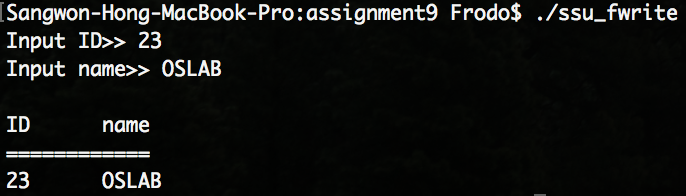 Sangwon-Hong-MacBook-Pro:assignment9 Frodo$ ./ssu_fwrite
Input ID>> 23
Input name>> OSLAB
ID name
============
23 OSLAB